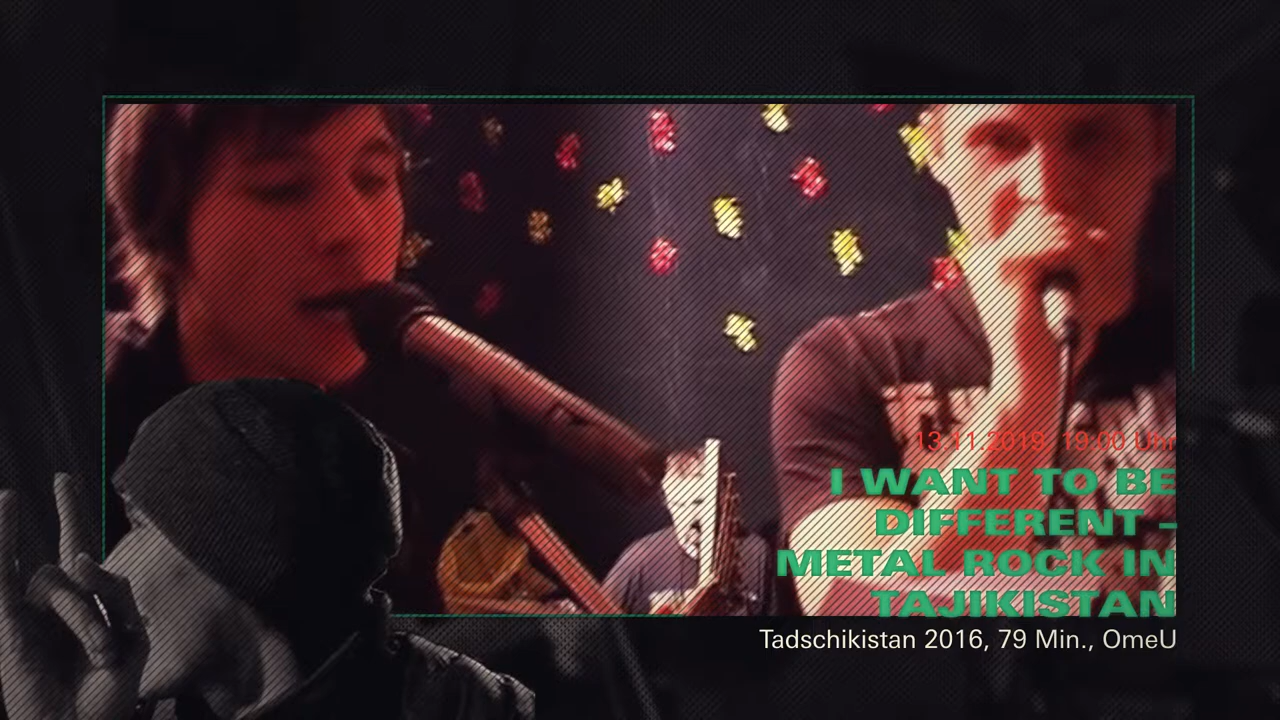 13.11.2019, 19:00 Uhr
I WANT TO BE
DIFFERENT –
METAL ROCK IN
TAJIKISTAN
Tadschikistan 2016, 79 Min., OmeU